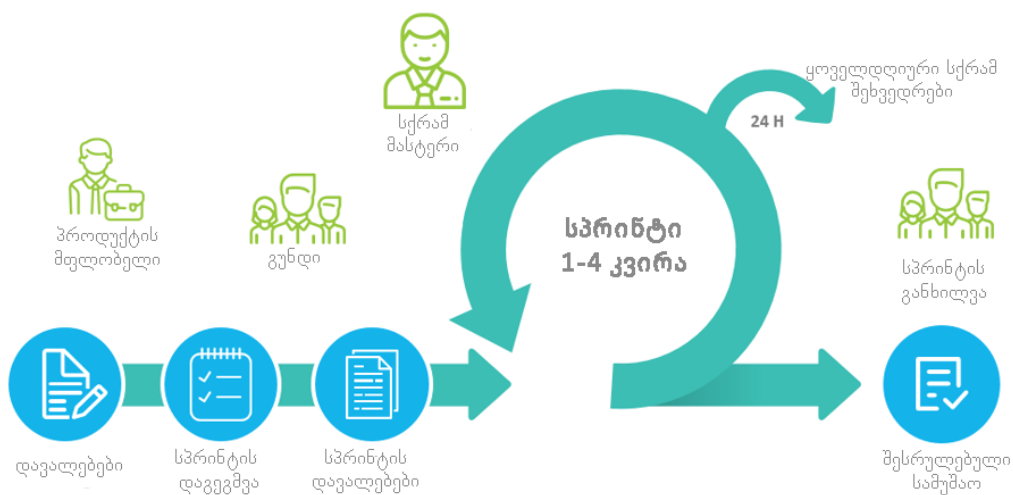 სქრამ
მასტერი
ყოველდღიური სქრამ
შეხვედრები
24 H
პროდუქტის
მფლობელი
გუნდი
სპრინტი
1-4 კვირა
სპრინტის
განხილვა
დავალებები
სპრინტის
დაგეგმვა
სპრინტის
დავალებები
შესრულებული
სამუშაო